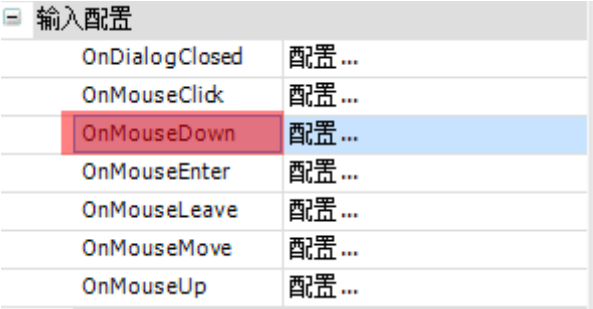 输入配置
OnDialogClosed 配置...
OnMouseClick 配置...
OnMouseDown 配置...
OnMouseEnter 配置...
OnMouseLeave 配置...
OnMouseMove 配置...
OnMouseUp 配置...